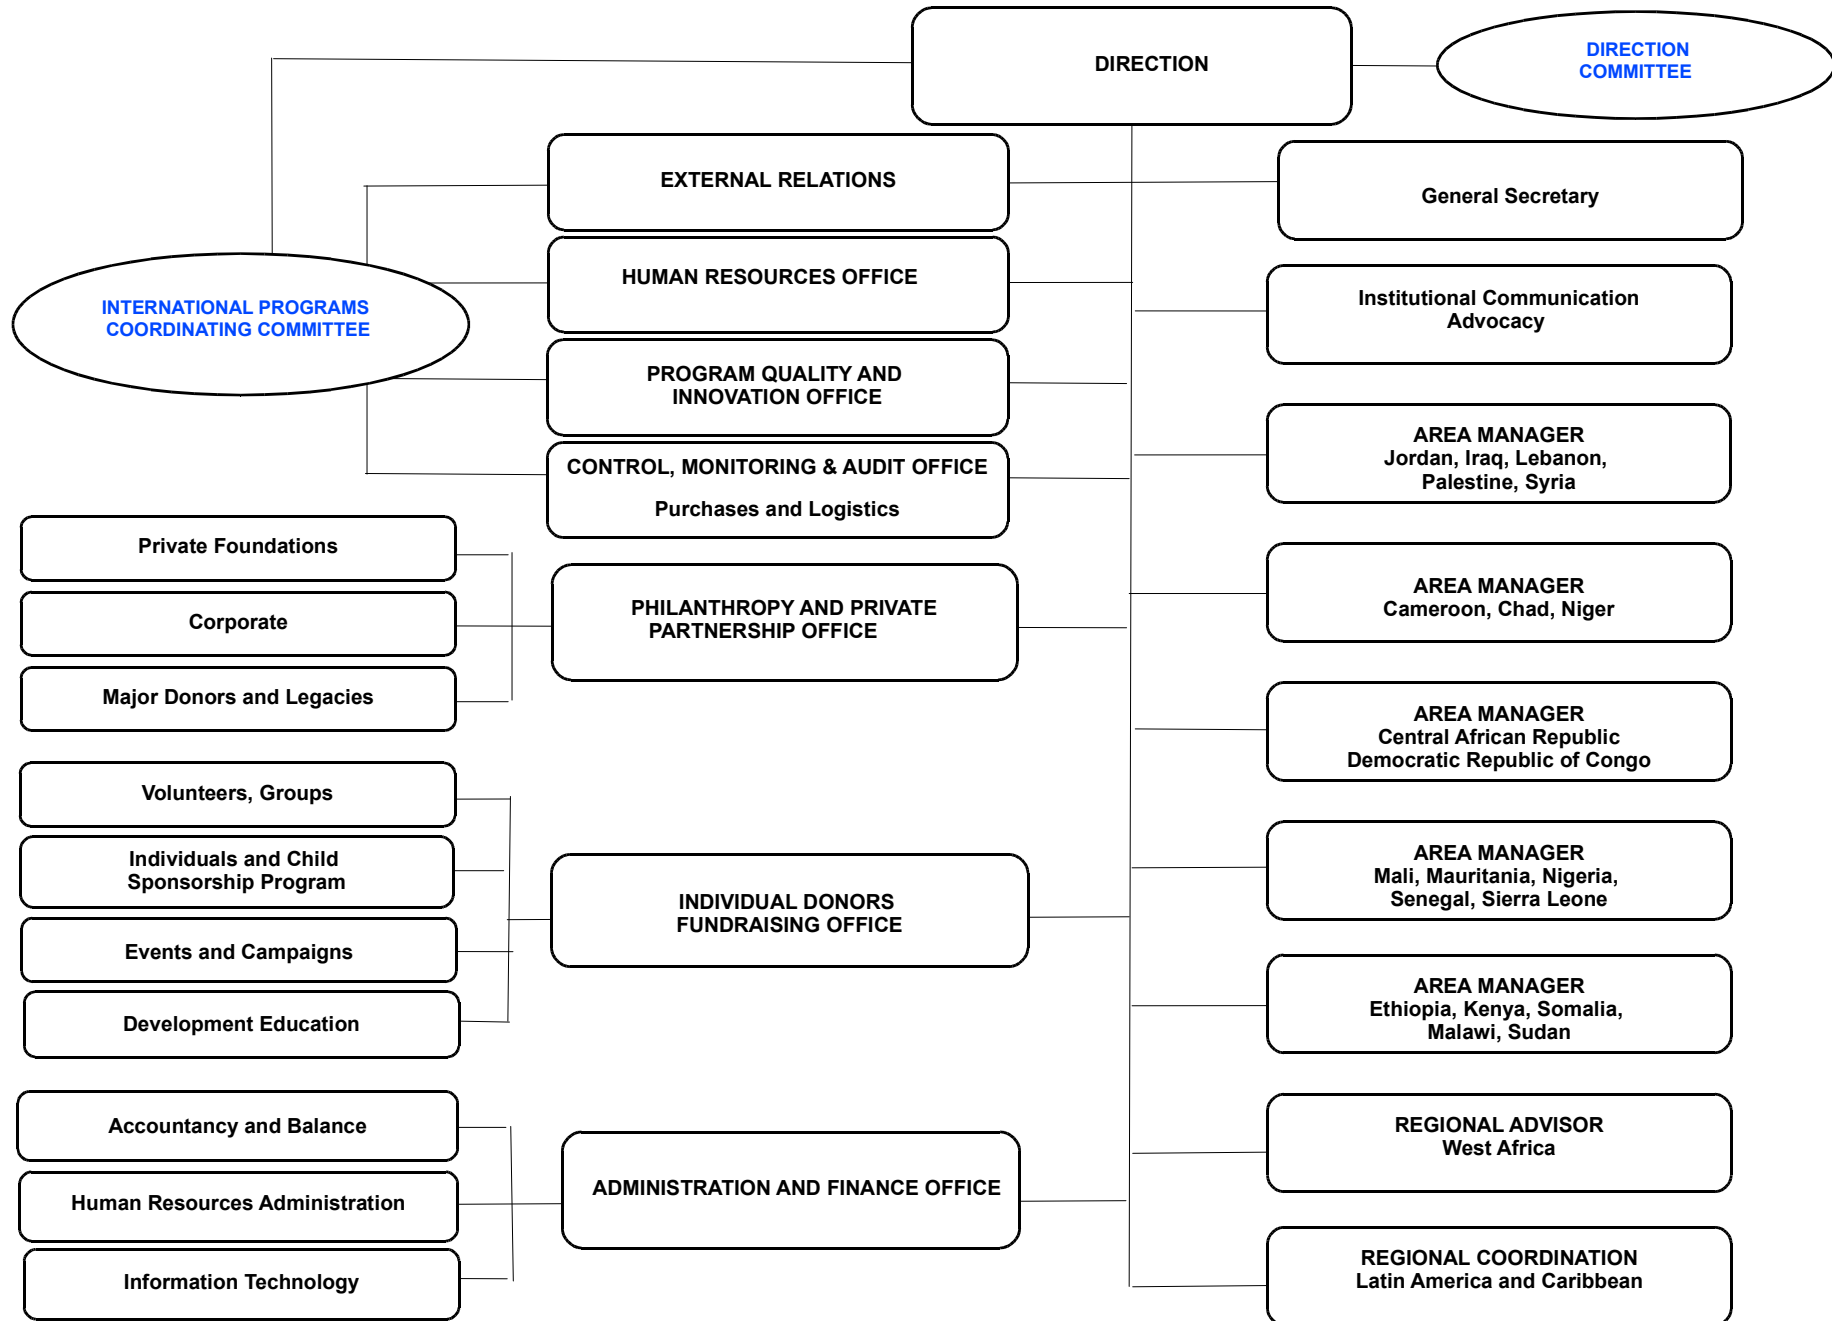 DIRECTION
DIRECTION
COMMITTEE
EXTERNAL RELATIONS
General Secretary
HUMAN RESOURCES OFFICE
INTERNATIONAL PROGRAMS
COORDINATING COMMITTEE
Institutional Communication
Advocacy
PROGRAM QUALITY AND
INNOVATION OFFICE
AREA MANAGER
Jordan, Iraq, Lebanon,
Palestine, Syria
CONTROL, MONITORING & AUDIT OFFICE
Purchases and Logistics
Private Foundations
Corporate
Major Donors and Legacies
PHILANTHROPY AND PRIVATE
PARTNERSHIP OFFICE
AREA MANAGER
Cameroon, Chad, Niger
AREA MANAGER
Central African Republic
Democratic Republic of Congo
Volunteers, Groups
Individuals and Child
Sponsorship Program
Events and Campaigns
Development Education
INDIVIDUAL DONORS
FUNDRAISING OFFICE
AREA MANAGER
Mali, Mauritania, Nigeria,
Senegal, Sierra Leone
AREA MANAGER
Ethiopia, Kenya, Somalia,
Malawi, Sudan
Accountancy and Balance
Human Resources Administration
Information Technology
ADMINISTRATION AND FINANCE OFFICE
REGIONAL ADVISOR
West Africa
REGIONAL COORDINATION
Latin America and Caribbean